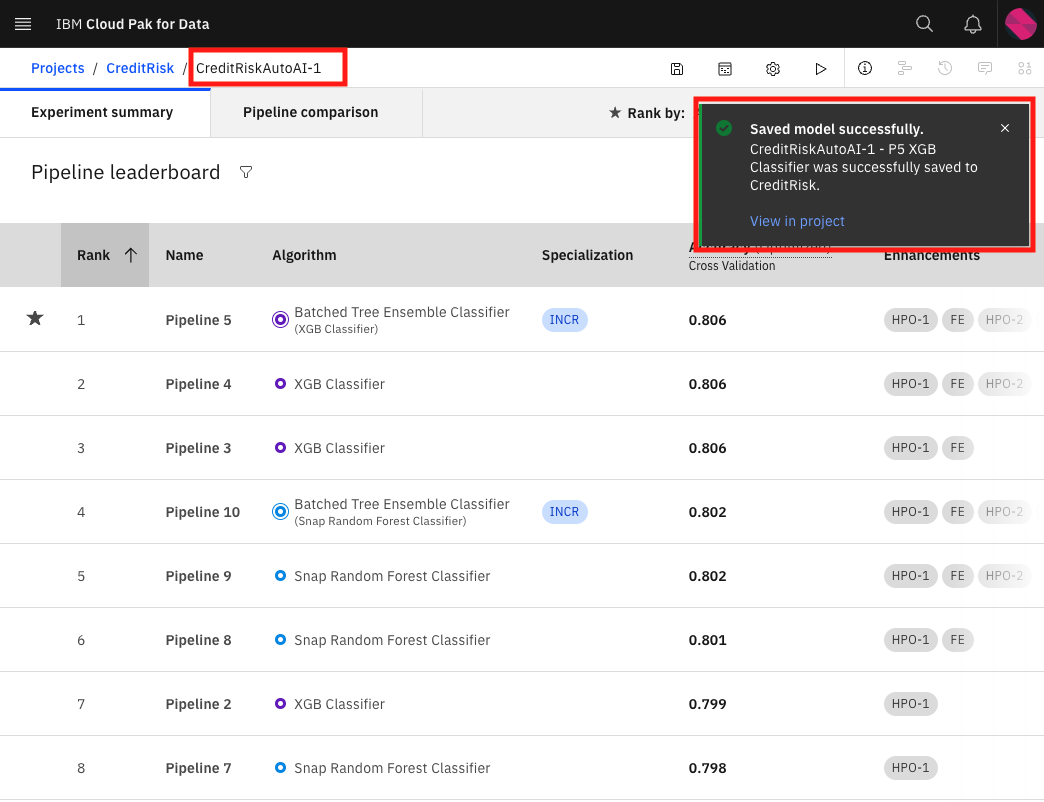 IBM Cloud Pak for Data
Projects / CreditRisk / CreditRiskAutoAI-1
Experiment summary
Pipeline comparison
Rank by:
Saved model successfully.
CreditRiskAutoAI-1 - P5 XGB
Classifier was successfully saved to
CreditRisk.
View in project
Pipeline leaderboard
Rank Name Algorithm Specialization
Cross Validation
Enhancements
1 Pipeline 5 Batched Tree Ensemble Classifier INCR 0.806 HPO-1 FE HPO-2
(XGB Classifier)
2 Pipeline 4 XGB Classifier 0.806 HPO-1 FE HPO-2
3 Pipeline 3 XGB Classifier 0.806 HPO-1 FE
4 Pipeline 10 Batched Tree Ensemble Classifier INCR 0.802 HPO-1 FE HPO-2
(Snap Random Forest Classifier)
5 Pipeline 9 Snap Random Forest Classifier 0.802 HPO-1 FE HPO-2
6 Pipeline 8 Snap Random Forest Classifier 0.801 HPO-1 FE
7 Pipeline 2 XGB Classifier 0.799 HPO-1
8 Pipeline 7 Snap Random Forest Classifier 0.798 HPO-1